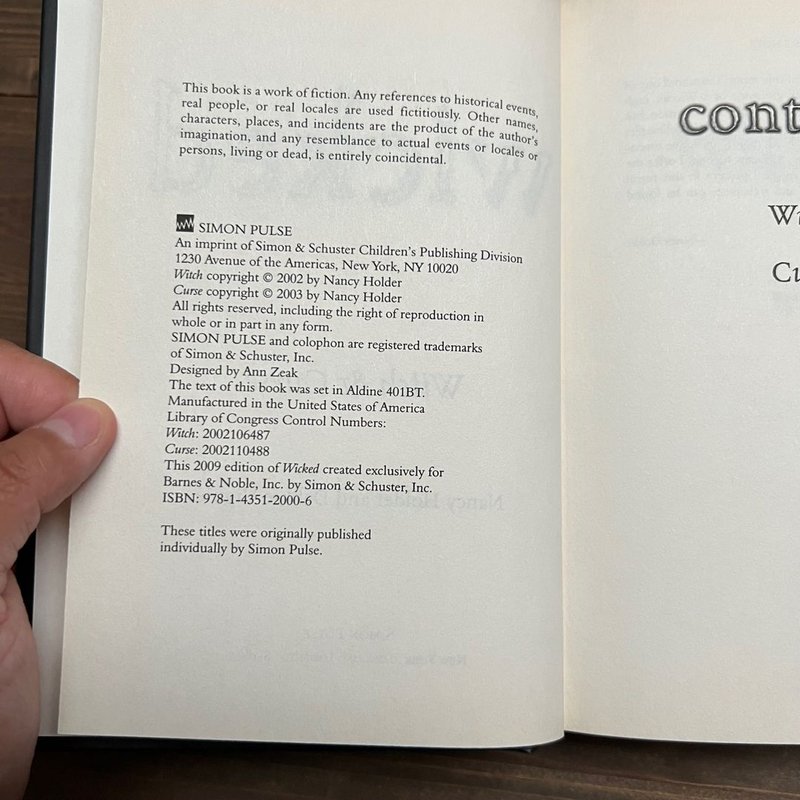 This book is a work of fiction. Any references to historical events,
real people, or real locales are used fictitiously. Other names,
characters, places, and incidents are the product of the author's
imagination, and any resemblance to actual events or locales or
persons, living or dead, is entirely coincidental.
SIMON PULSE
An imprint of Simon & Schuster Children's Publishing Division
1230 Avenue of the Americas, New York, NY 10020
Witch copyright © 2002 by Nancy Holder
Curse copyright © 2003 by Nancy Holder
All rights reserved, including the right of reproduction in
whole or in part in any form.
SIMON PULSE and colophon are registered trademarks
of Simon & Schuster, Inc.
Designed by Ann Zeak
The text of this book was set in Aldine 401BT.
Manufactured in the United States of America
Library of Congress Control Numbers:
Witch: 2002106487
Curse: 2002110488
This 2009 edition of Wicked created exclusively for
Barnes & Noble, Inc. by Simon & Schuster, Inc.
ISBN: 978-1-4351-2000-6
These titles were originally published
individually by Simon Pulse.
cont
Wi
Cu